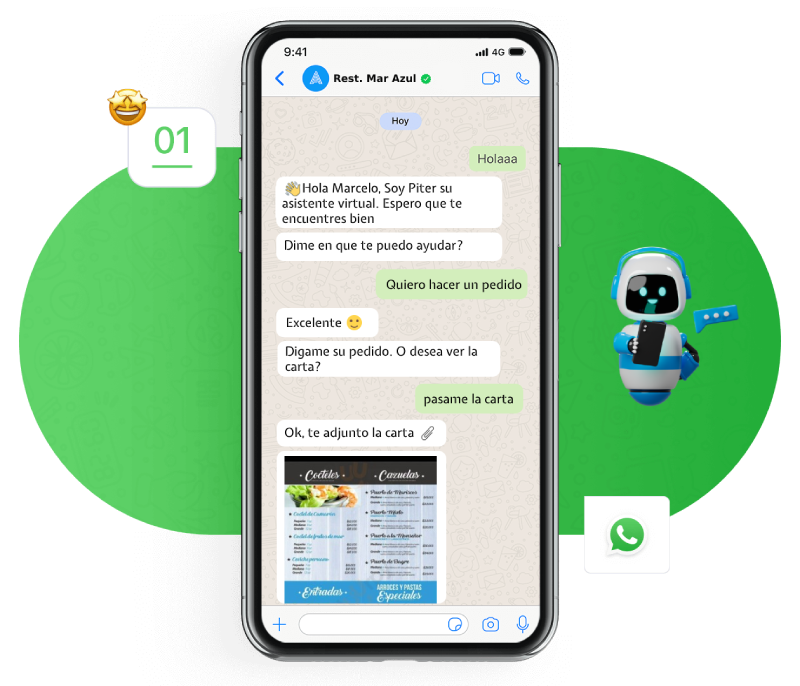 9:41
4G
Rest. Mar Azul
Hoy
01
Holaaa
Hola Marcelo, Soy Piter su
asistente virtual. Espero que te
encuentres bien
Dime en que te puedo ayudar?
Quiero hacer un pedido
Excelente
Digame su pedido. O desea ver la
carta?
pasame la carta
Ok, te adjunto la carta
Cócteles
Cazuelas
Entradas
ARROCES Y PASTAS
Especiales